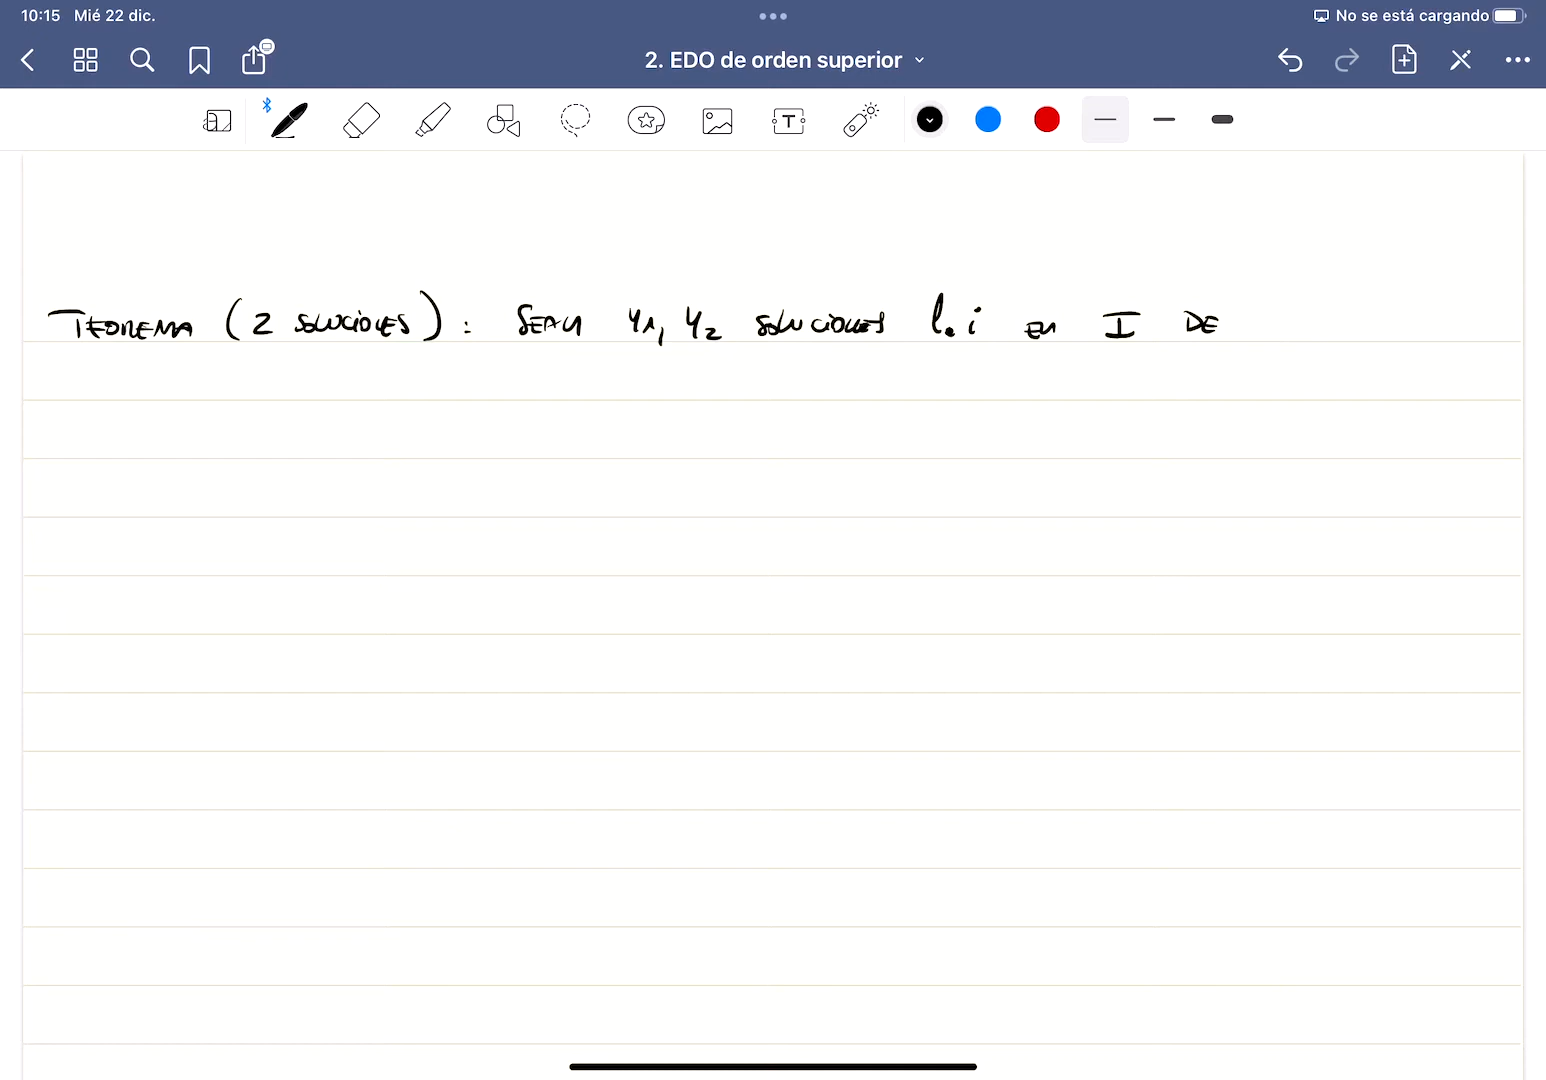 10:15 Mié 22 dic.
No se está cargando
2. EDO de orden superior
TEOREMA (2 SOLUCIONES): SEAN y₁, y₂ soluciones l.i en I DE